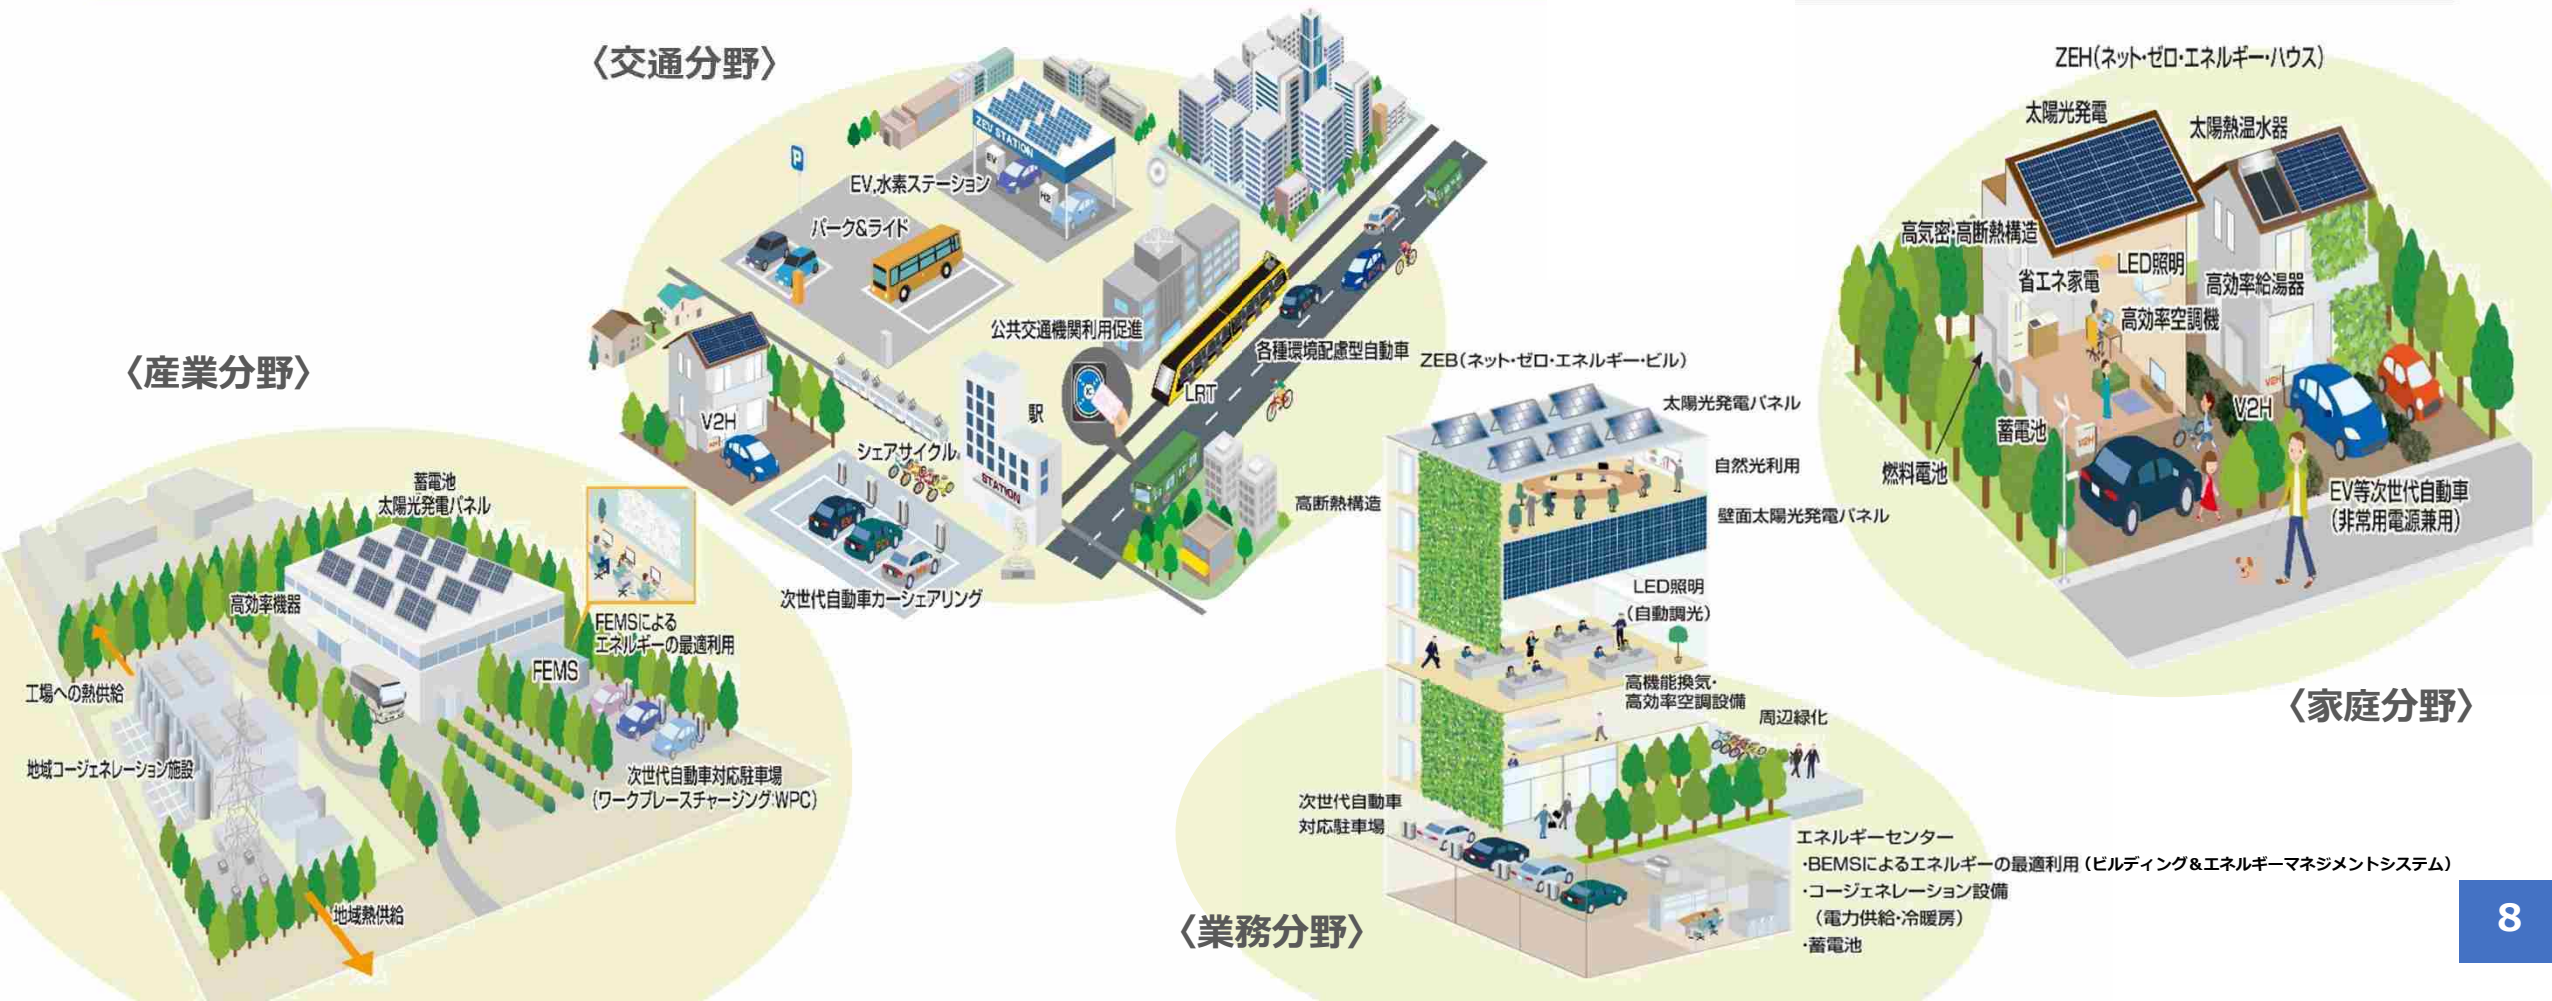 〈交通分野〉
ZEV STATION
EV
H2
P
EV,水素ステーション
パーク&ライド
公共交通機関利用促進
各種環境配慮型自動車
LRT
駅
STATION
V2H
シェアサイクル
EV
次世代自動車カーシェアリング
〈産業分野〉
蓄電池
太陽光発電パネル
高効率機器
FEMSによる
エネルギーの最適利用
FEMS
工場への熱供給
地域コージェネレーション施設
次世代自動車対応駐車場
(ワークプレースチャージング:WPC)
地域熱供給
ZEB(ネット・ゼロ・エネルギー・ビル)
太陽光発電パネル
自然光利用
高断熱構造
壁面太陽光発電パネル
LED照明
(自動調光)
高機能換気・
高効率空調設備
周辺緑化
次世代自動車
対応駐車場
エネルギーセンター
・BEMSによるエネルギーの最適利用(ビルディング&エネルギーマネジメントシステム)
・コージェネレーション設備
(電力供給・冷暖房)
・蓄電池
〈業務分野〉
ZEH(ネット・ゼロ・エネルギー・ハウス)
太陽光発電
太陽熱温水器
高気密・高断熱構造
省エネ家電
LED照明
高効率給湯器
高効率空調機
V2H
V2H
V2H
蓄電池
燃料電池
EV等次世代自動車
(非常用電源兼用)
〈家庭分野〉
8